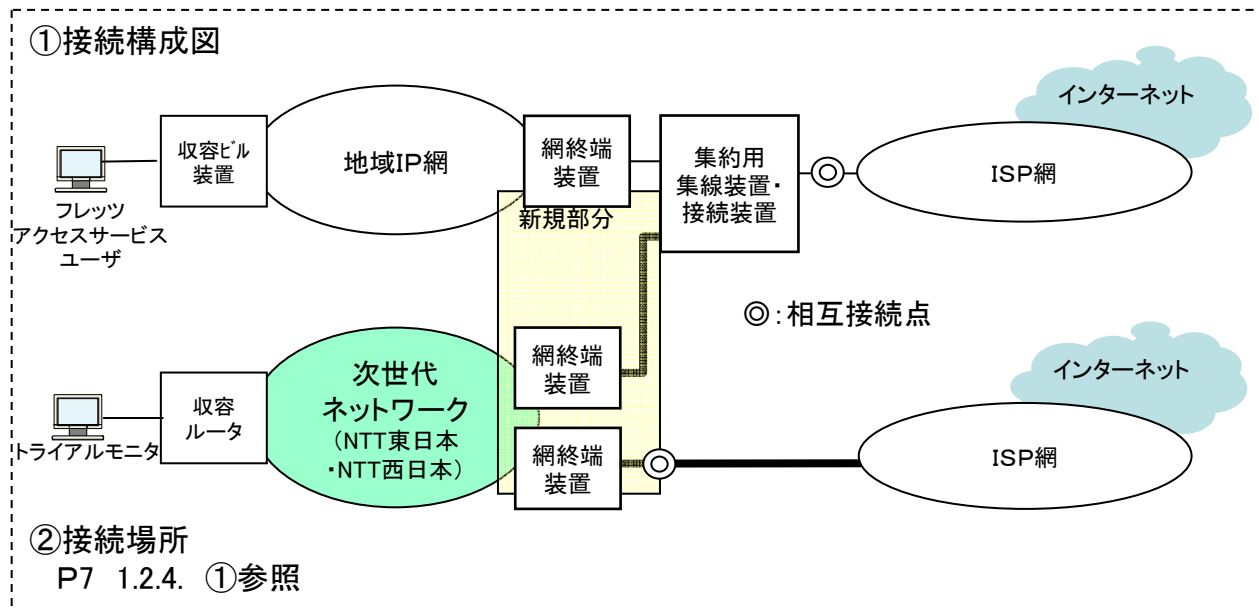 ①接続構成図
インターネット
収容ビル
装置
地域IP網
網終端
装置
集約用
集線装置・
接続装置
ISP網
フレッツ
アクセスサービス
ユーザ
新規部分
◎:相互接続点
インターネット
収容
ルータ
次世代
ネットワーク
(NTT東日本
・NTT西日本)
網終端
装置
網終端
装置
ISP網
トライアルモニタ
②接続場所
P7 1.2.4. ①参照